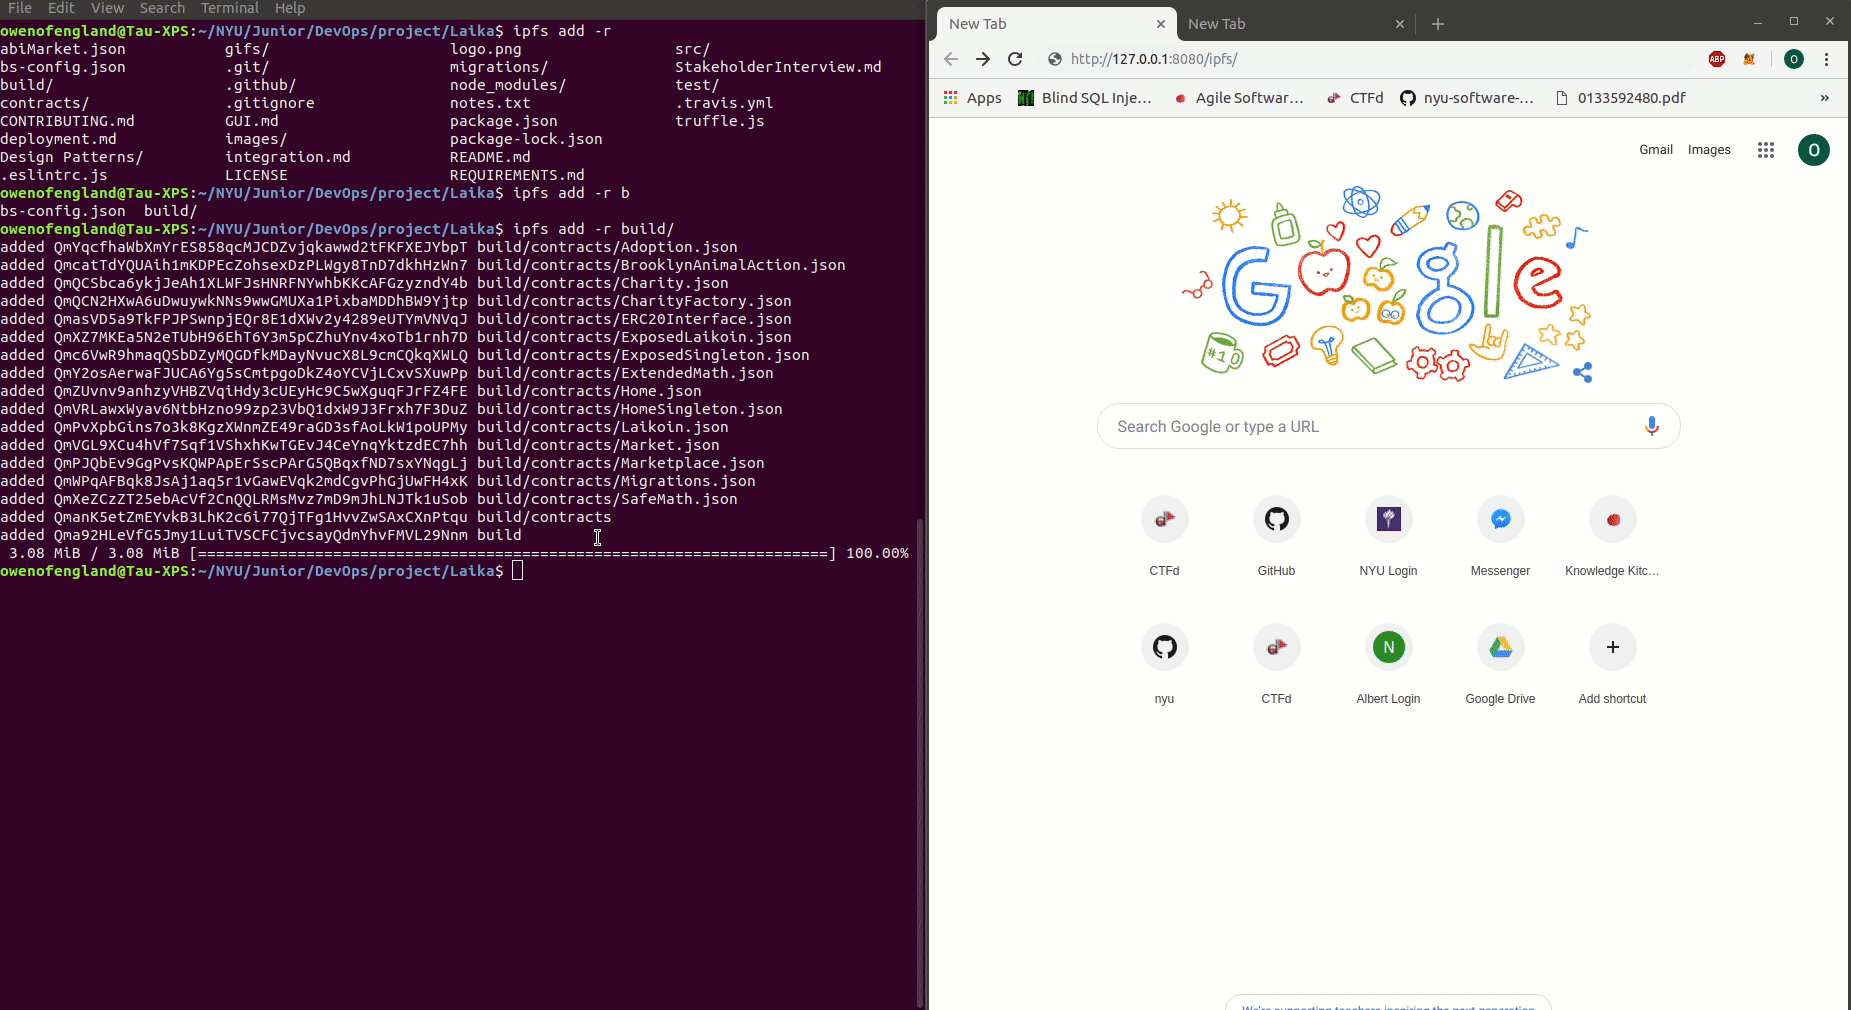 File Edit View Search Terminal Help
owenofengland@Tau-XPS:~/NYU/Junior/DevOps/project/Laika$ ipfs add -r
abiMarket.json gifs/ logo.png src/
bs-config.json .git/ migrations/ StakeholderInterview.md
build/ .github/ node_modules/ test/
contracts/ .gitignore notes.txt .travis.yml
CONTRIBUTING.md GUI.md package.json truffle.js
deployment.md images/ package-lock.json
Design Patterns/ integration.md README.md
.eslintrc.js LICENSE REQUIREMENTS.md
owenofengland@Tau-XPS:~/NYU/Junior/DevOps/project/Laika$ ipfs add -r b
bs-config.json build/
owenofengland@Tau-XPS:~/NYU/Junior/DevOps/project/Laika$ ipfs add -r build/
added QmYqcfhaWbXmYrES858qcMJCDZvjqkawwd2tFKFXEJYbpT build/contracts/Adoption.json
added QmcatTdYQUAih1mKDPEcZohsexDzPLWgy8TnD7dkhHzWn7 build/contracts/BrooklynAnimalAction.json
added QmQCSbca6ykjJeAh1XLWFJsHNRFNYwhbKKcAFGzyzndY4b build/contracts/Charity.json
added QmQCN2HXwA6uDwuywkNNs9wwGMUXa1PixbaMDDhBW9Yjtp build/contracts/CharityFactory.json
added QmasVD5a9TkFPJPSwnpjEQr8E1dXWv2y4289eUTYmVNVqJ build/contracts/ERC20Interface.json
added QmXZ7MKEa5N2eTUbH96EhT6Y3m5pCZhuYnv4xoTb1rnh7D build/contracts/ExposedLaikoin.json
added Qmc6VwR9hmaqQSbDZyMQGDfkMDayNvucX8L9cmCQkqXWLQ build/contracts/ExposedSingleton.json
added QmY2osAerwaFJUCA6Yg5sCmtpgoDkZ4oYCVjLCxvSXuwPp build/contracts/ExtendedMath.json
added QmZUvnv9anhzyVHBZVqiHdy3cUEyHc9C5wXguqFJrFZ4FE build/contracts/Home.json
added QmVRLawxWyav6NtbHzno99zp23VbQ1dxW9J3Frxh7F3DuZ build/contracts/HomeSingleton.json
added QmPvXpbGins7o3k8KgzXWnmZE49raGD3sfAoLkW1poUPMy build/contracts/Laikoin.json
added QmVGL9XCu4hVf7Sqf1VShxhKwTGEvJ4CeYnqYktzdEC7hh build/contracts/Market.json
added QmPJQbEv9GgPvsKQWPApErSscPArG5QBqxfND7sxYNqgLj build/contracts/Marketplace.json
added QmWPqAFBqk8JsAj1aq5r1vGawEVqk2mdCgvPhGjUwFH4xK build/contracts/Migrations.json
added QmXeZCzZT25ebAcVf2CnQQLRMsMvz7mD9mJhLNJTk1uSob build/contracts/SafeMath.json
added QmanK5etZmEYvkB3LhK2c6i77QjTFg1HvvZwSAxCXnPtqu build/contracts
added Qma92HLeVfG5Jmy1LuiTVSCFCjvcsayQdmYhvFMVL29Nnm build
3.08 MiB / 3.08 MiB [======================================================================] 100.00%
owenofengland@Tau-XPS:~/NYU/Junior/DevOps/project/Laika$
New Tab New Tab
http://127.0.0.1:8080/ipfs/
ABP O
Apps Blind SQL Inje... Agile Softwar... CTFd nyu-software-... 0133592480.pdf »
Gmail Images O
Google
#10
Search Google or type a URL
CTFd GitHub NYU Login Messenger Knowledge Kitc...
N
nyu CTFd Albert Login Google Drive Add shortcut
We're supporting teachers inspiring the next generation